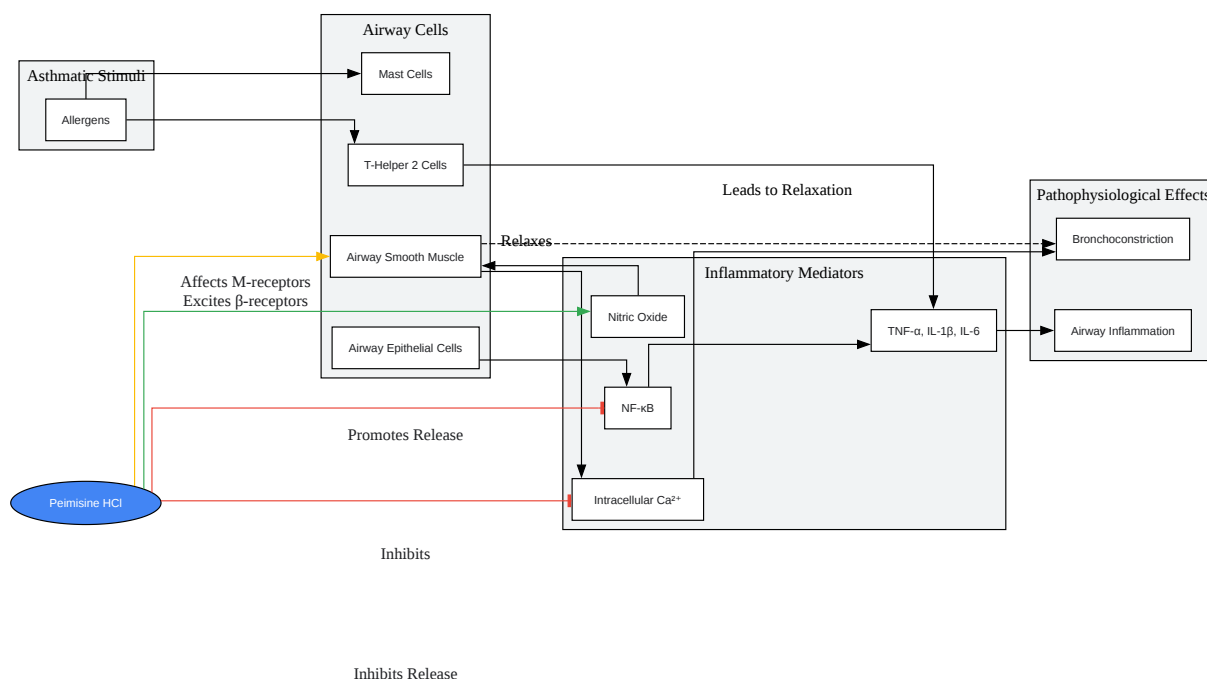 Airway Cells
Asthmatic Stimuli
Mast Cells
Allergens
T-Helper 2 Cells
Leads to Relaxation
Pathophysiological Effects
Relaxes
Bronchoconstriction
Airway Smooth Muscle
Inflammatory Mediators
Affects M-receptors
Excites β-receptors
Nitric Oxide
TNF-α, IL-1β, IL-6
Airway Inflammation
Airway Epithelial Cells
NF-κB
Promotes Release
Peimisine HCl
Intracellular Ca²⁺
Inhibits
Inhibits Release